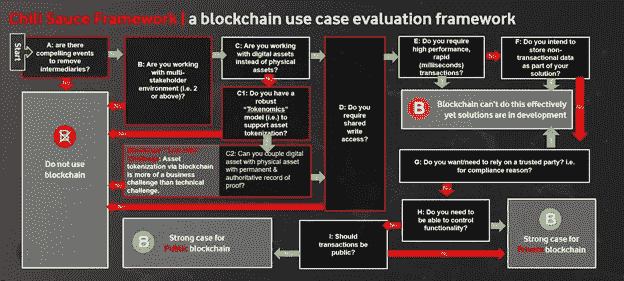 Chili Sauce Framework | a blockchain use case evaluation framework
Start
A: are there
compelling events
to remove
intermediaries?
B: Are you working
with multi-
stakeholder
environment (i.e. 2
or above)?
C: Are you working
with digital assets
instead of physical
assets?
C1: Do you have a
robust
"Tokenomics"
model (i.e.) to
support asset
tokenization?
Asset
tokenization via blockchain
is more of a business
challenge than technical
challenge.
C2: Can you couple digital
asset with physical asset
with permanent &
authoritative record of
proof?
D: Do you
require
shared
write
access?
E: Do you require
high performance,
rapid
(milliseconds)
transactions?
F: Do you intend to
store non-
transactional data
as part of your
solution?
Blockchain can't do this effectively
yet solutions are in development
G: Do you want/need to rely on a trusted party? i.e.
for compliance reason?
H: Do you need to
be able to control
functionality?
I: Should
transactions be
public?
Do not use
blockchain
Strong case for
Public blockchain
Strong case for
Private blockchain